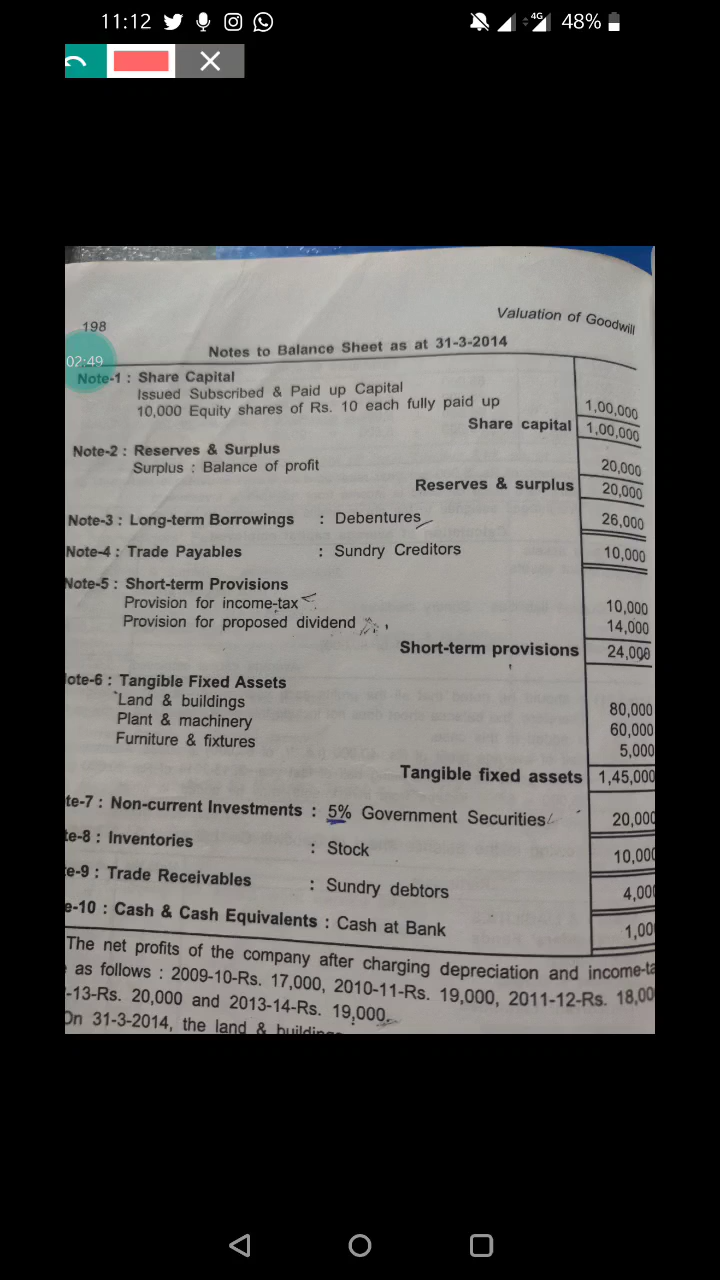 11:12 4G 48%
198 Valuation of Goodwill
02:49
Notes to Balance Sheet as at 31-3-2014
Note-1 : Share Capital
Issued Subscribed & Paid up Capital
10,000 Equity shares of Rs. 10 each fully paid up 1,00,000
Share capital 1,00,000
Note-2 : Reserves & Surplus
Surplus : Balance of profit 20,000
Reserves & surplus 20,000
Note-3 : Long-term Borrowings : Debentures 26,000
Note-4 : Trade Payables : Sundry Creditors 10,000
Note-5 : Short-term Provisions
Provision for income-tax 10,000
Provision for proposed dividend 14,000
Short-term provisions 24,000
ote-6 : Tangible Fixed Assets
Land & buildings 80,000
Plant & machinery 60,000
Furniture & fixtures 5,000
Tangible fixed assets 1,45,000
te-7 : Non-current Investments : 5% Government Securities 20,000
te-8 : Inventories : Stock 10,000
e-9 : Trade Receivables : Sundry debtors 4,00
e-10 : Cash & Cash Equivalents : Cash at Bank 1,00
The net profits of the company after charging depreciation and income-ta
as follows : 2009-10-Rs. 17,000, 2010-11-Rs. 19,000, 2011-12-Rs. 18,00
-13-Rs. 20,000 and 2013-14-Rs. 19,000.
On 31-3-2014, the land & buildings